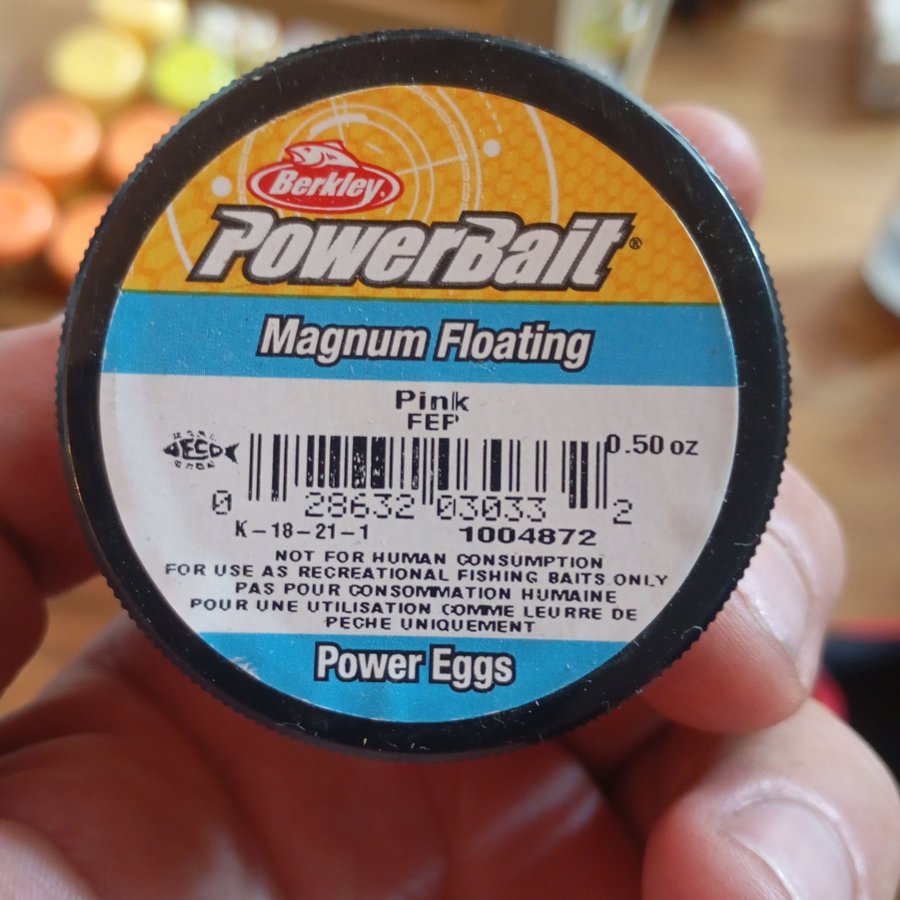 Berkley
PowerBait®
Magnum Floating
Pink
FEP
ECO
0.50 oz
0 28632 03033 2
K-18-21-1 1004872
NOT FOR HUMAN CONSUMPTION
FOR USE AS RECREATIONAL FISHING BAITS ONLY
PAS POUR CONSOMMATION HUMAINE
POUR UNE UTILISATION COMME LEURRE DE
PECHE UNIQUEMENT
Power Eggs